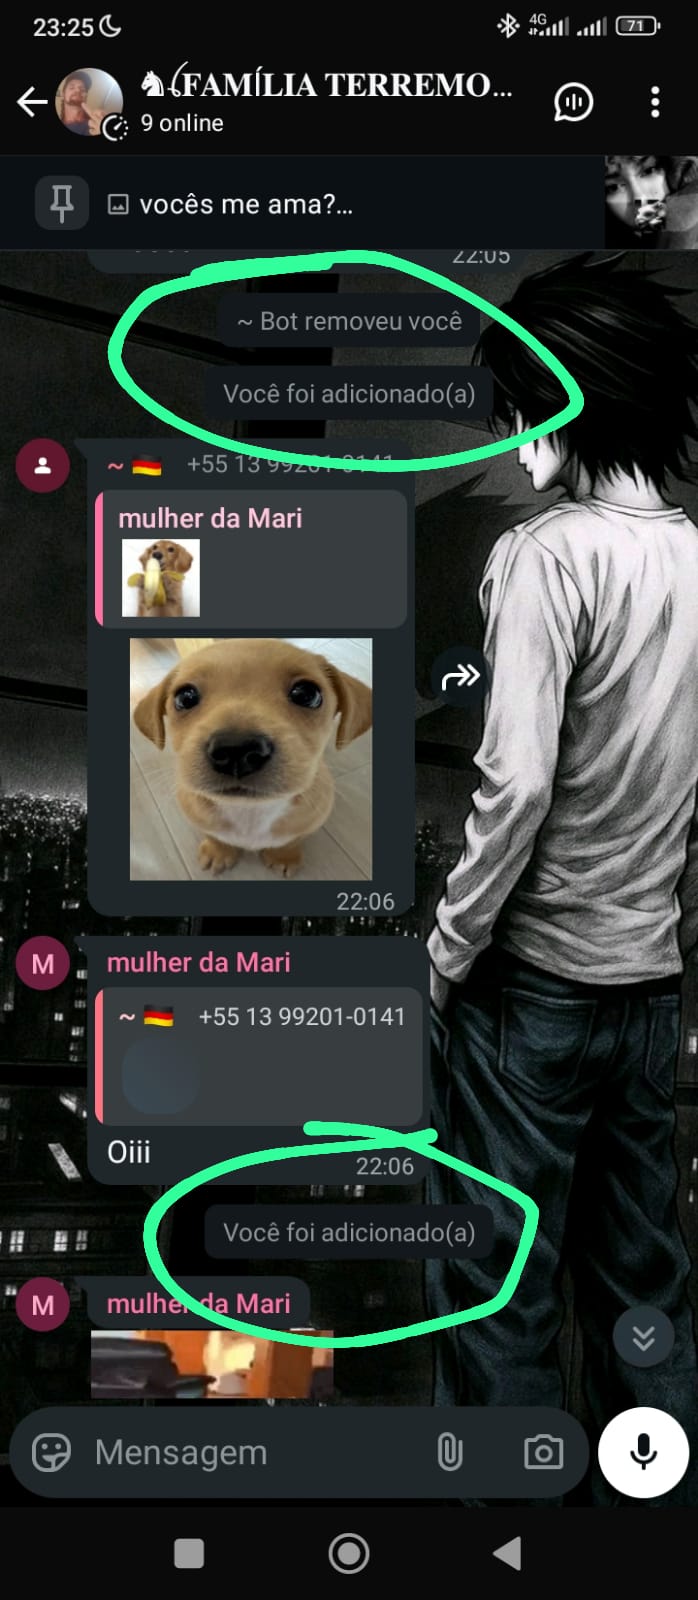 23:25
4G
71
♞⤹FAMÍLIA TERREMO...
9 online
vocês me ama?...
22:05
~ Bot removeu você
Você foi adicionado(a)
~ 🇩🇪 +55 13 99201-0141
mulher da Mari
22:06
M
mulher da Mari
~ 🇩🇪 +55 13 99201-0141
Oiii
22:06
Você foi adicionado(a)
M
mulher da Mari
Mensagem